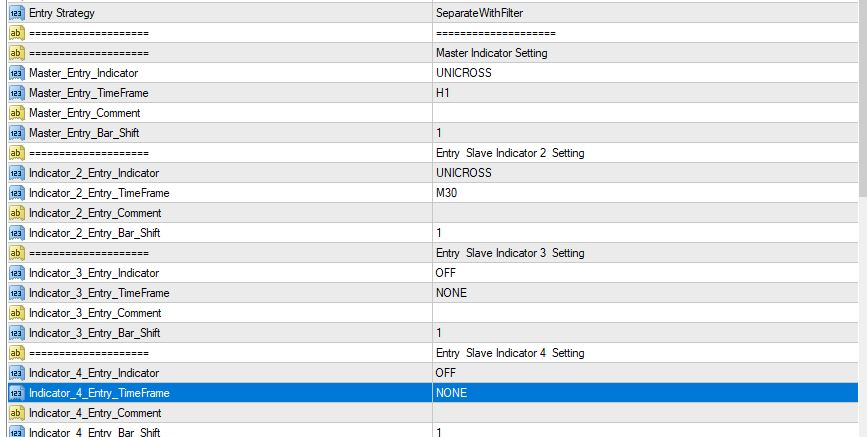 Entry Strategy SeparateWithFilter
==================== ====================
==================== Master Indicator Setting
Master_Entry_Indicator UNICROSS
Master_Entry_TimeFrame H1
Master_Entry_Comment
Master_Entry_Bar_Shift 1
==================== Entry Slave Indicator 2 Setting
Indicator_2_Entry_Indicator UNICROSS
Indicator_2_Entry_TimeFrame M30
Indicator_2_Entry_Comment
Indicator_2_Entry_Bar_Shift 1
==================== Entry Slave Indicator 3 Setting
Indicator_3_Entry_Indicator OFF
Indicator_3_Entry_TimeFrame NONE
Indicator_3_Entry_Comment
Indicator_3_Entry_Bar_Shift 1
==================== Entry Slave Indicator 4 Setting
Indicator_4_Entry_Indicator OFF
Indicator_4_Entry_TimeFrame NONE
Indicator_4_Entry_Comment
Indicator_4_Entry_Bar_Shift 1